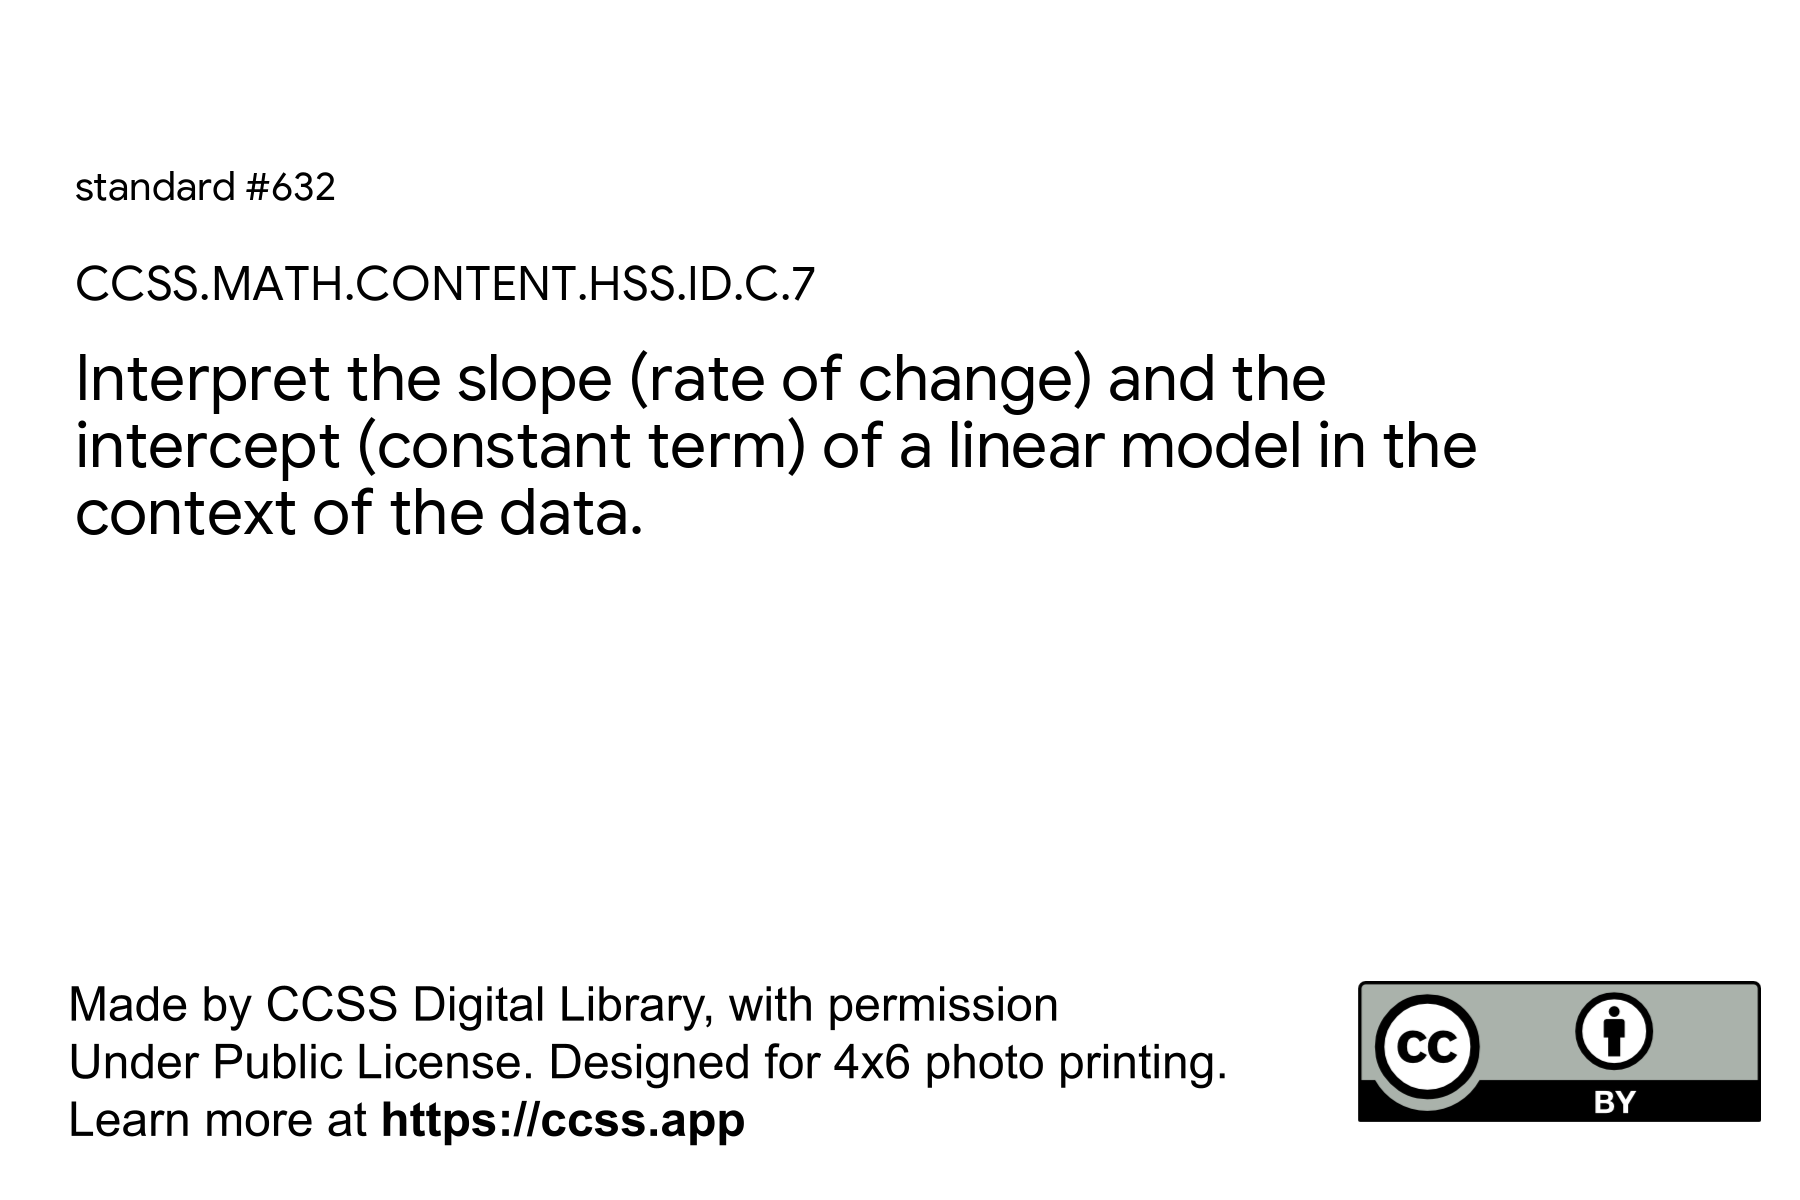 standard #632
CCSS.MATH.CONTENT.HSS.ID.C.7
Interpret the slope (rate of change) and the
intercept (constant term) of a linear model in the
context of the data.
Made by CCSS Digital Library, with permission
Under Public License. Designed for 4x6 photo printing.
Learn more at https://ccss.app
cc
BY